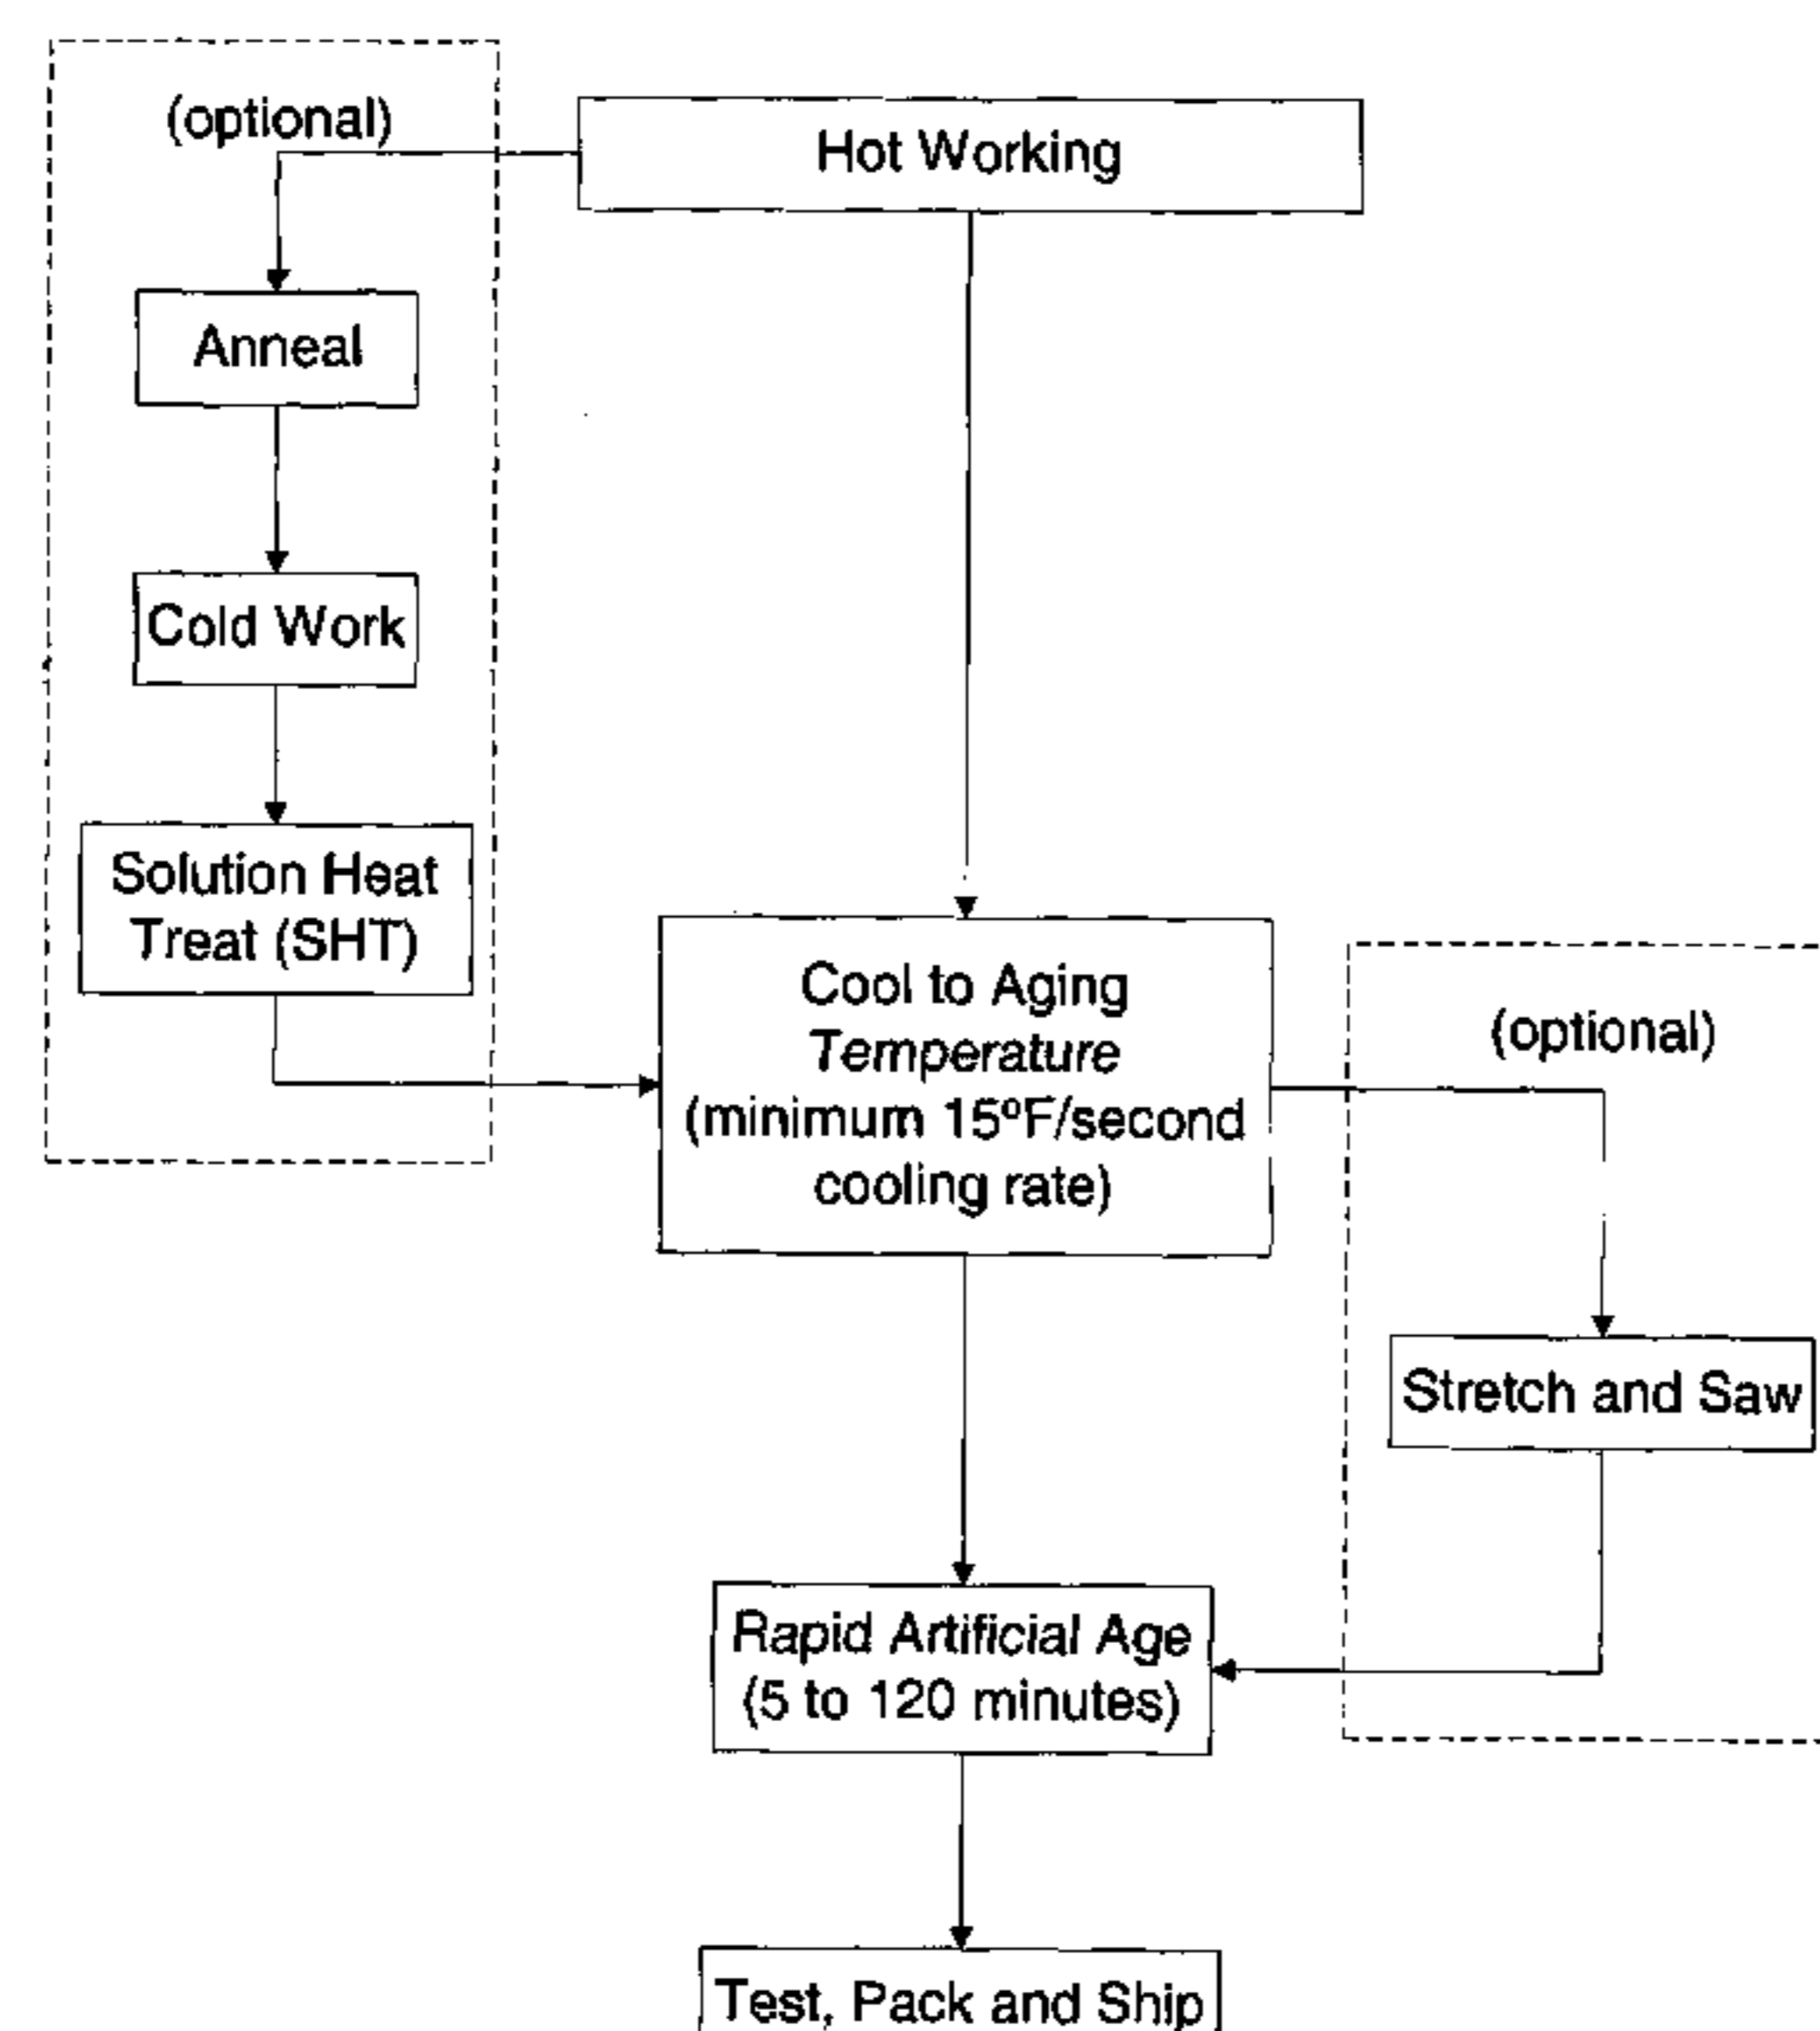 (optional)
Hot Working
Anneal
Cold Work
Solution Heat
Treat (SHT)
Cool to Aging
Temperature
(minimum 15ºF/second
cooling rate)
(optional)
Stretch and Saw
Rapid Artificial Age
(5 to 120 minutes)
Test, Pack and Ship